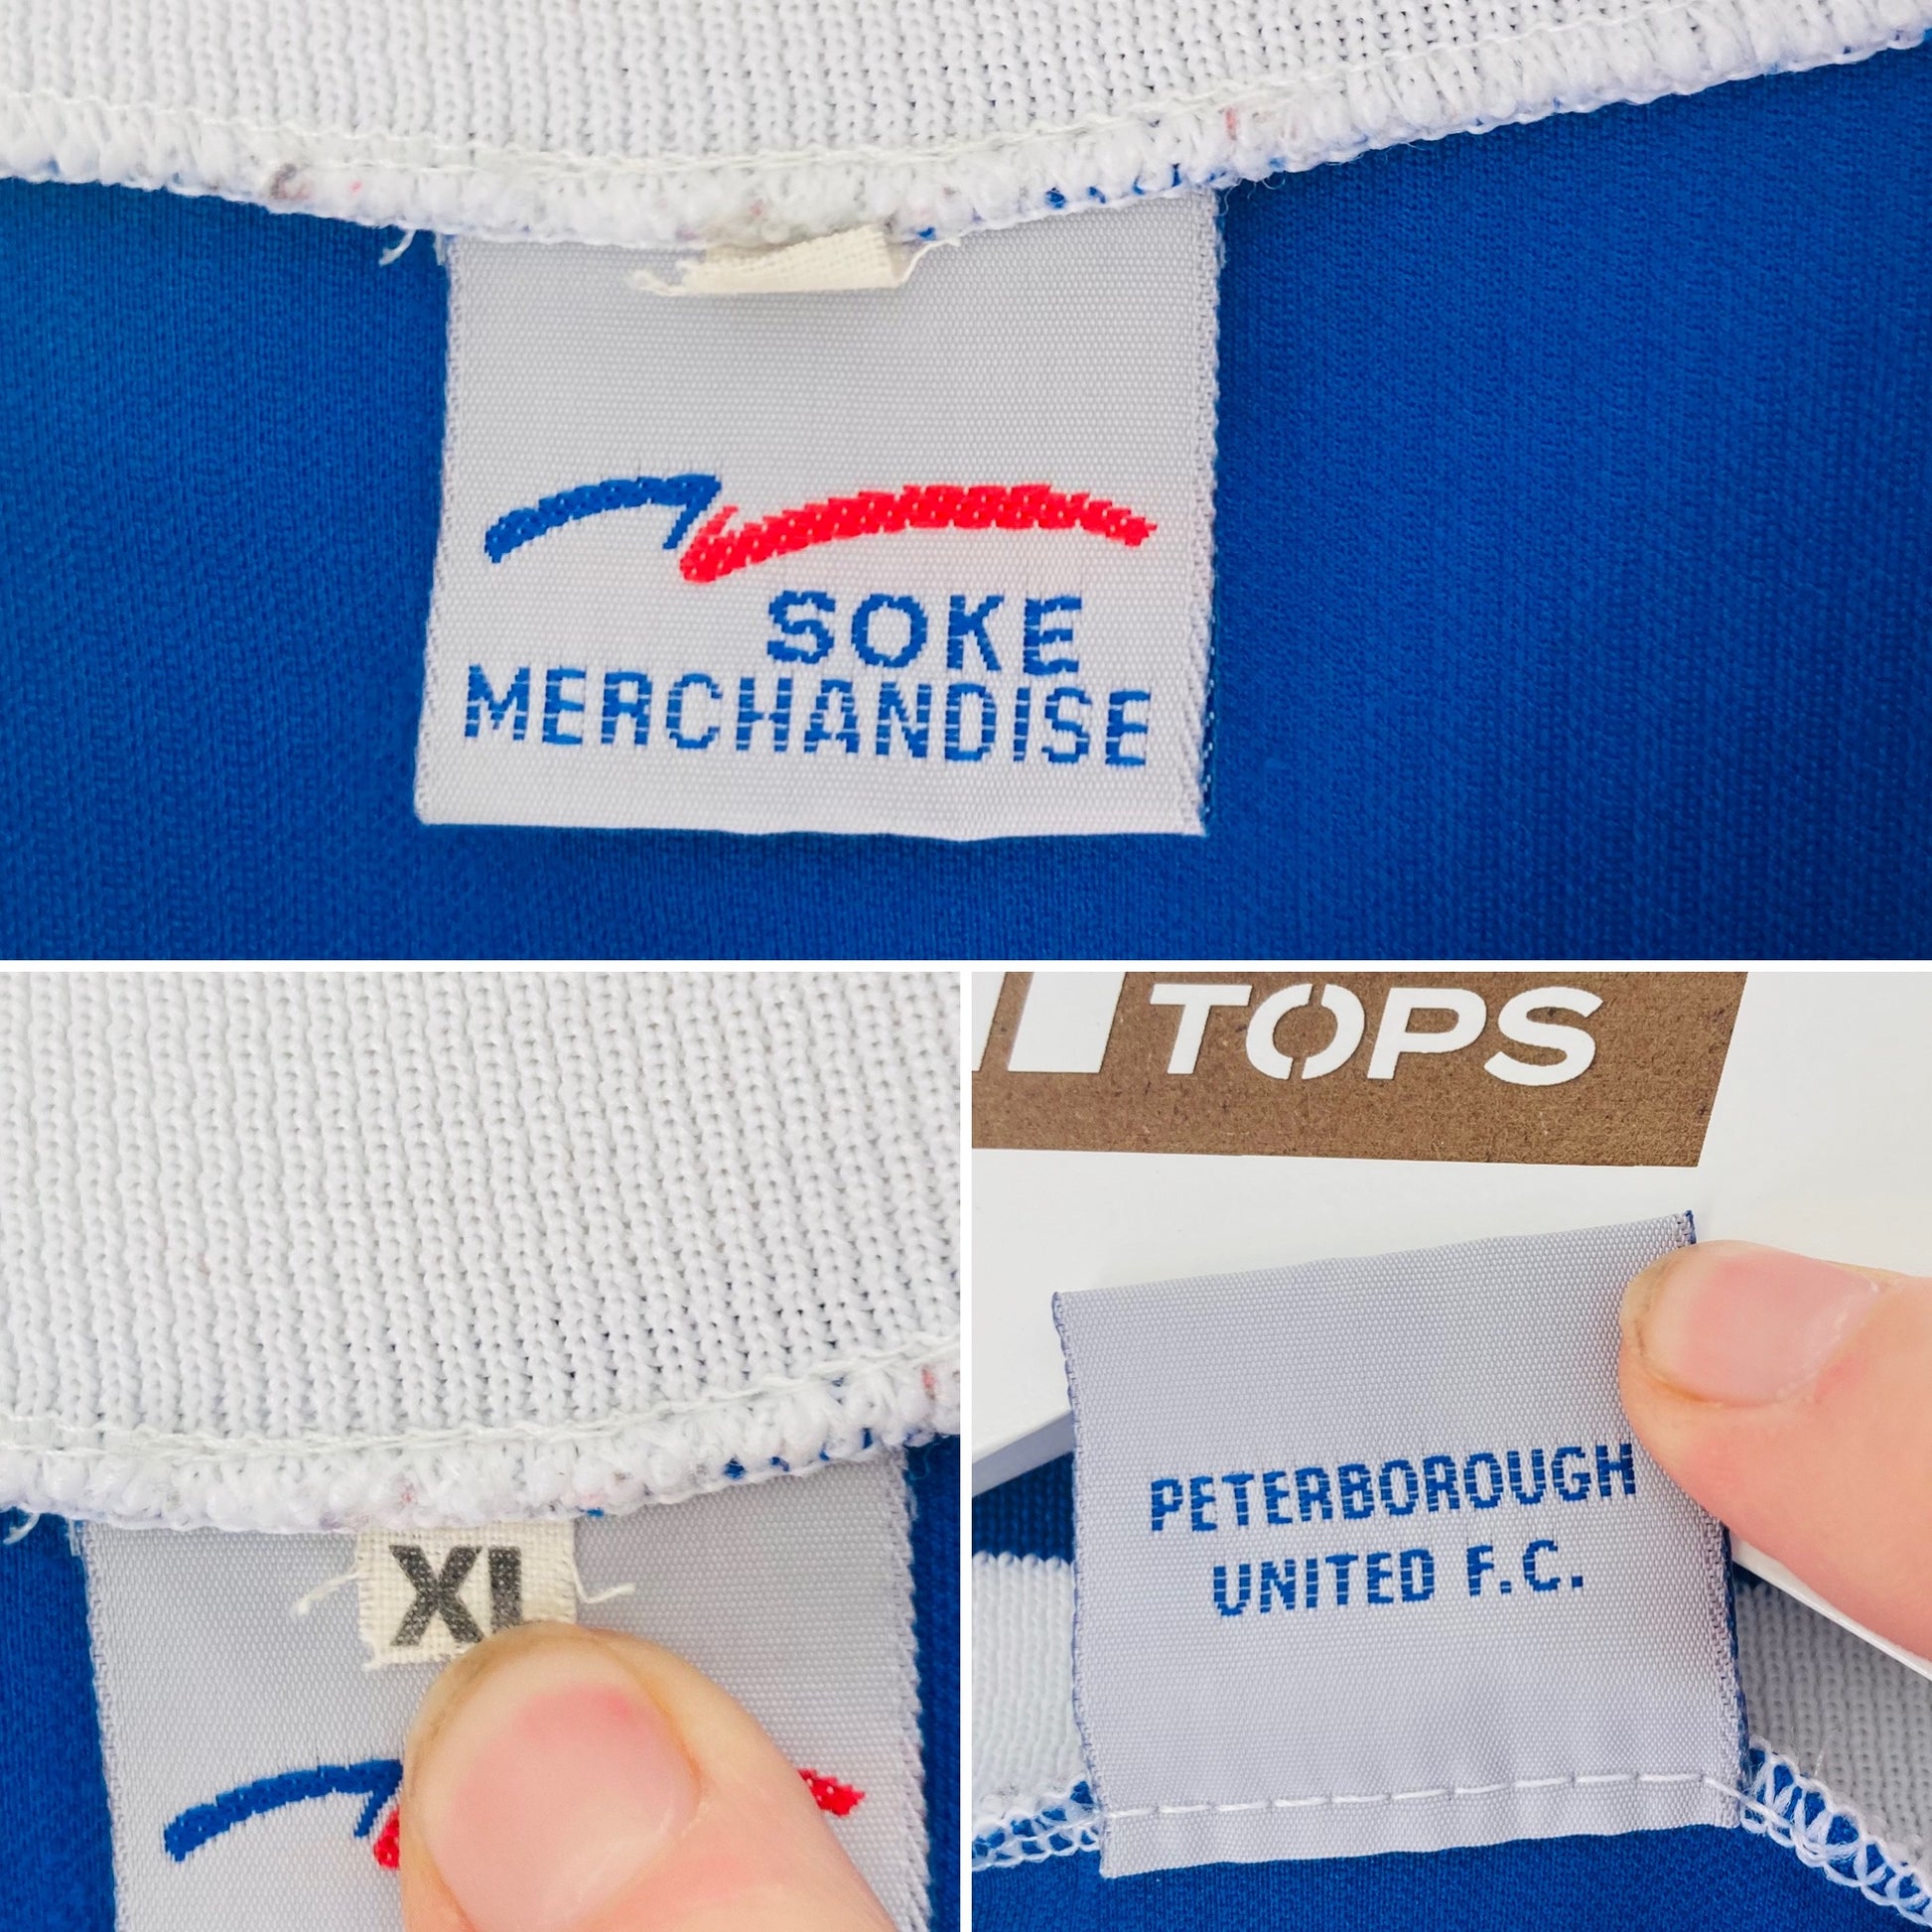 SOKE
MERCHANDISE
XL
TOPS
PETERBOROUGH
UNITED F.C.